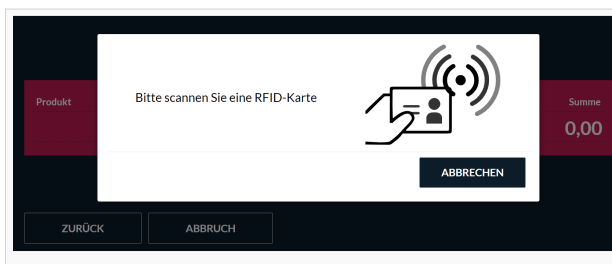 Bitte scannen Sie eine RFID-Karte
Produkt
Summe
0,00
ABBRECHEN
ZURÜCK
ABBRUCH